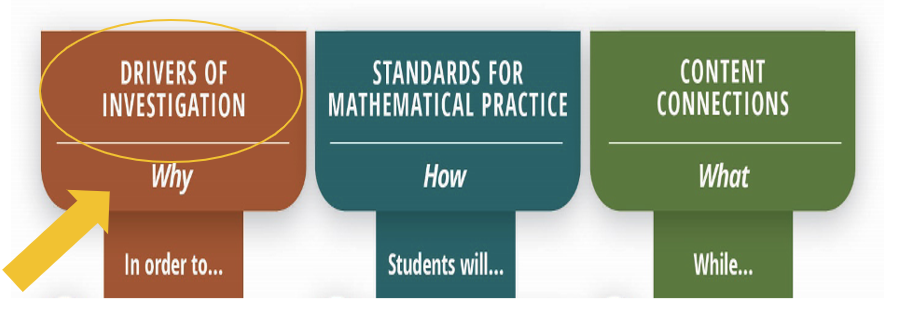 DRIVERS OF
INVESTIGATION
Why
In order to...
STANDARDS FOR
MATHEMATICAL PRACTICE
How
Students will...
CONTENT
CONNECTIONS
What
While...